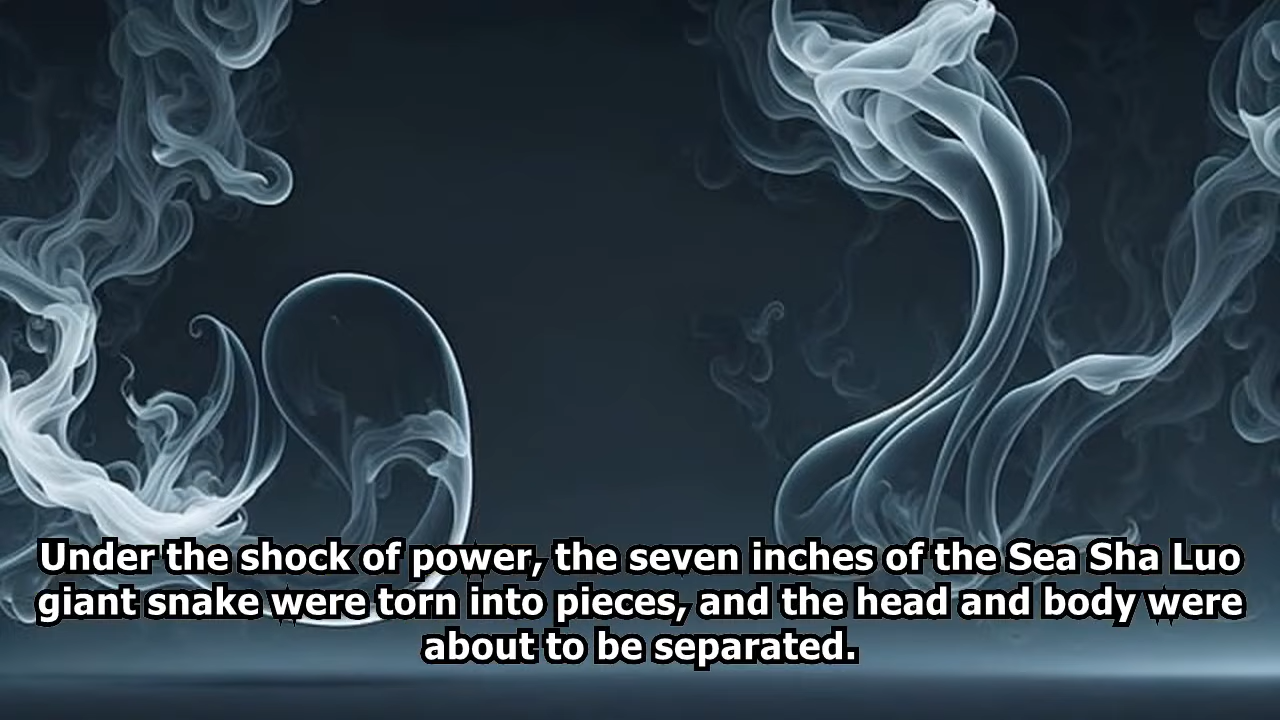 Under the shock of power, the seven inches of the Sea Sha Luo
giant snake were torn into pieces, and the head and body were
about to be separated.